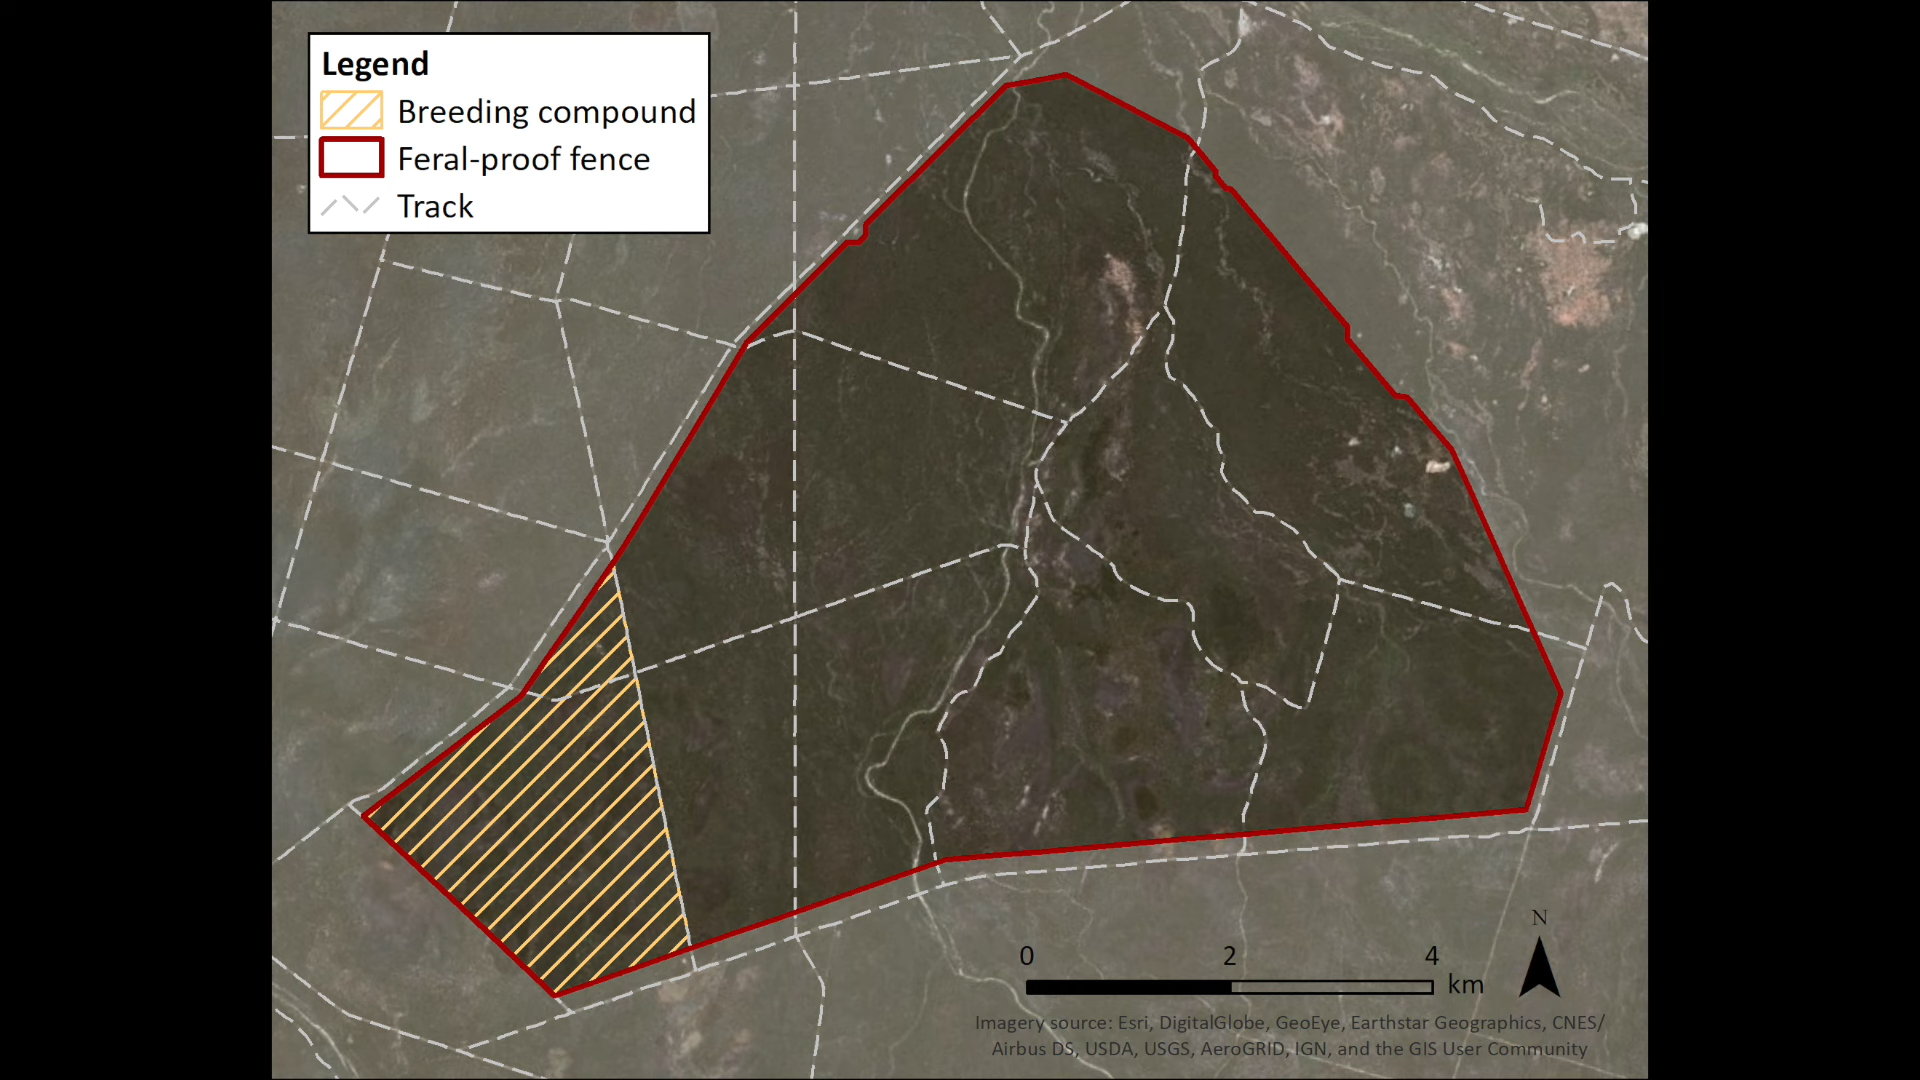 Legend
Breeding compound
Feral-proof fence
Track
N
0 2 4
km
Imagery source: Esri, DigitalGlobe, GeoEye, Earthstar Geographics, CNES/
Airbus DS, USDA, USGS, AeroGRID, IGN, and the GIS User Community